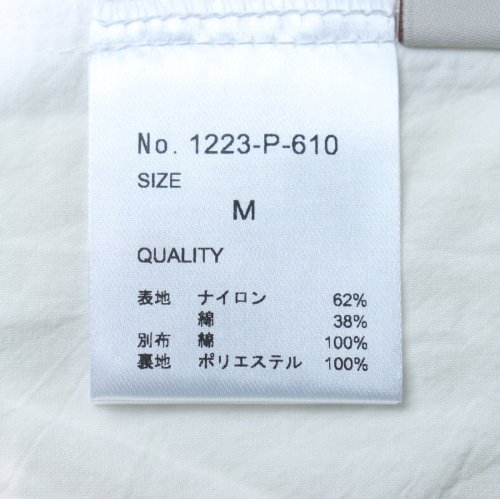 No. 1223-P-610
SIZE
M
QUALITY
表地 ナイロン 62%
綿 38%
別布 綿 100%
裏地 ポリエステル 100%